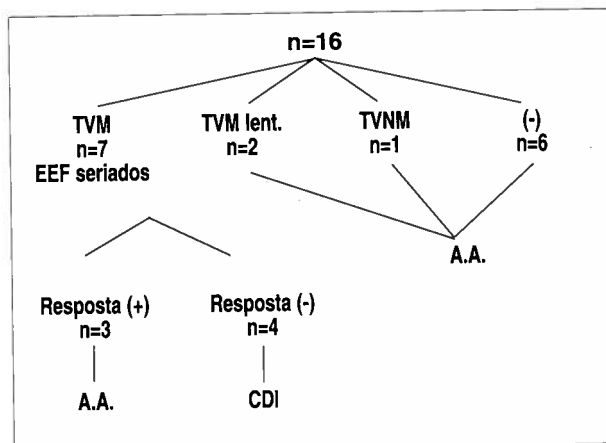 n=16
TVM
n=7
EEF seriados
TVM lent.
n=2
TVNM
n=1
(-)
n=6
A.A.
Resposta (+)
n=3
A.A.
Resposta (-)
n=4
CDI